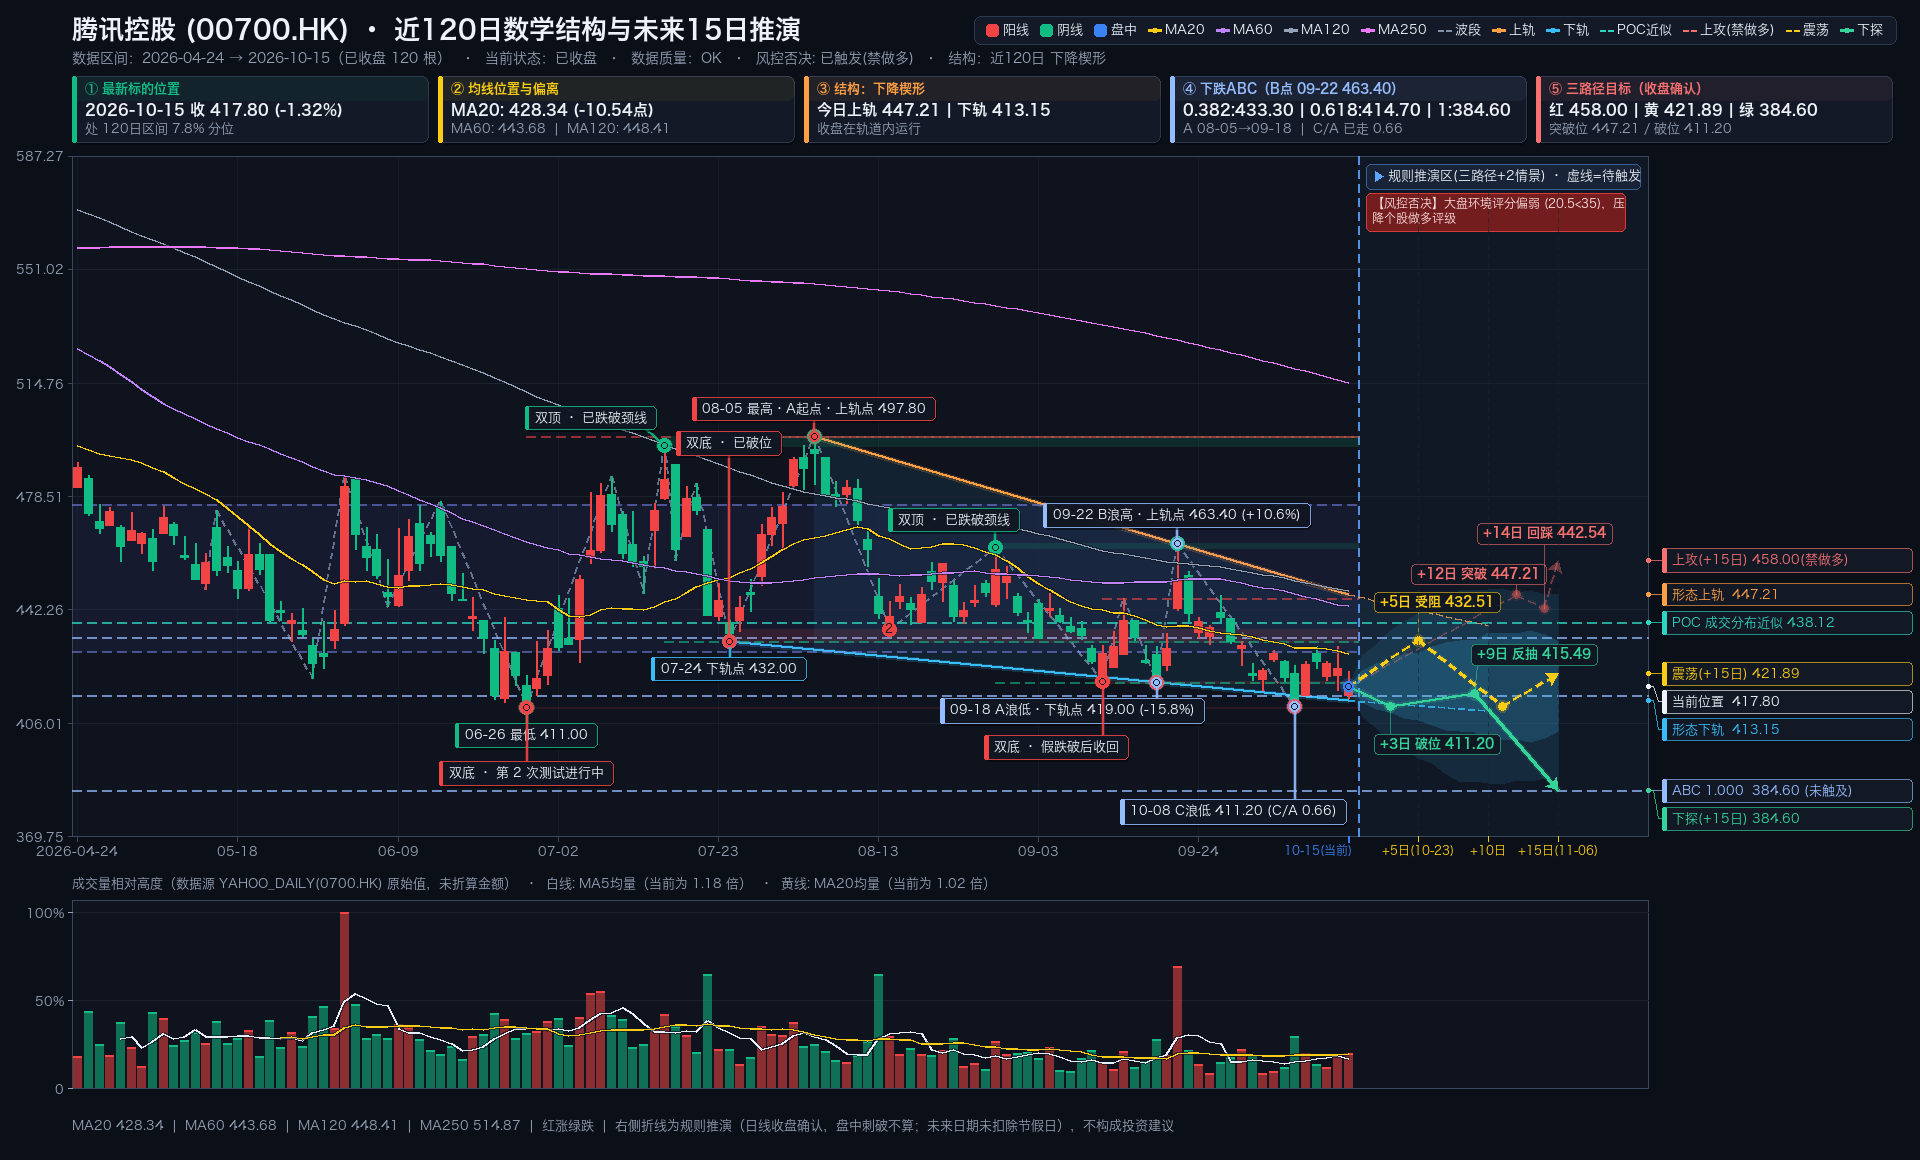 腾讯控股 (00700.HK) · 近120日数学结构与未来15日推演
阳线 阴线 盘中 MA20 MA60 MA120 MA250 波段 上轨 下轨 POC近似 上攻(禁做多) 震荡 下探
数据区间：2026-04-24 → 2026-10-15（已收盘 120 根） · 当前状态：已收盘 · 数据质量：OK · 风控否决: 已触发(禁做多) · 结构：近120日 下降楔形
① 最新标的位置
2026-10-15 收 417.80 (-1.32%)
处 120日区间 7.8% 分位
② 均线位置与偏离
MA20: 428.34 (-10.54点)
MA60: 443.68 | MA120: 448.41
③ 结构：下降楔形
今日上轨 447.21 | 下轨 413.15
收盘在轨道内运行
④ 下跌ABC（B点 09-22 463.40）
0.382:433.30 | 0.618:414.70 | 1:384.60
A 08-05→09-18 | C/A 已走 0.66
⑤ 三路径目标（收盘确认）
红 458.00 | 黄 421.89 | 绿 384.60
突破位 447.21 / 破位 411.20
587.27
551.02
514.76
478.51
442.26
406.01
369.75
▶ 规则推演区(三路径+2情景) · 虚线=待触发
【风控否决】大盘环境评分偏弱 (20.5<35)，压
降个股做多评级
双顶 · 已跌破颈线
08-05 最高 · A起点 · 上轨点 497.80
双底 · 已破位
双顶 · 已跌破颈线
09-22 B浪高 · 上轨点 463.40 (+10.6%)
2
07-24 下轨点 432.00
09-18 A浪低 · 下轨点 419.00 (-15.8%)
06-26 最低 411.00
双底 · 假跌破后收回
双底 · 第 2 次测试进行中
10-08 C浪低 411.20 (C/A 0.66)
+14日 回踩 442.54
+12日 突破 447.21
+5日 受阻 432.51
+9日 反抽 415.49
+3日 破位 411.20
上攻(+15日) 458.00(禁做多)
形态上轨 447.21
POC 成交分布近似 438.12
震荡(+15日) 421.89
当前位置 417.80
形态下轨 413.15
ABC 1.000 384.60 (未触及)
下探(+15日) 384.60
2026-04-24 05-18 06-09 07-02 07-23 08-13 09-03 09-24 10-15(当前) +5日(10-23) +10日 +15日(11-06)
成交量相对高度（数据源 YAHOO_DAILY(0700.HK) 原始值，未折算金额） · 白线: MA5均量（当前为 1.18 倍） · 黄线: MA20均量（当前为 1.02 倍）
100%
50%
0
MA20 428.34 | MA60 443.68 | MA120 448.41 | MA250 514.87 | 红涨绿跌 | 右侧折线为规则推演（日线收盘确认，盘中刺破不算；未来日期未扣除节假日），不构成投资建议